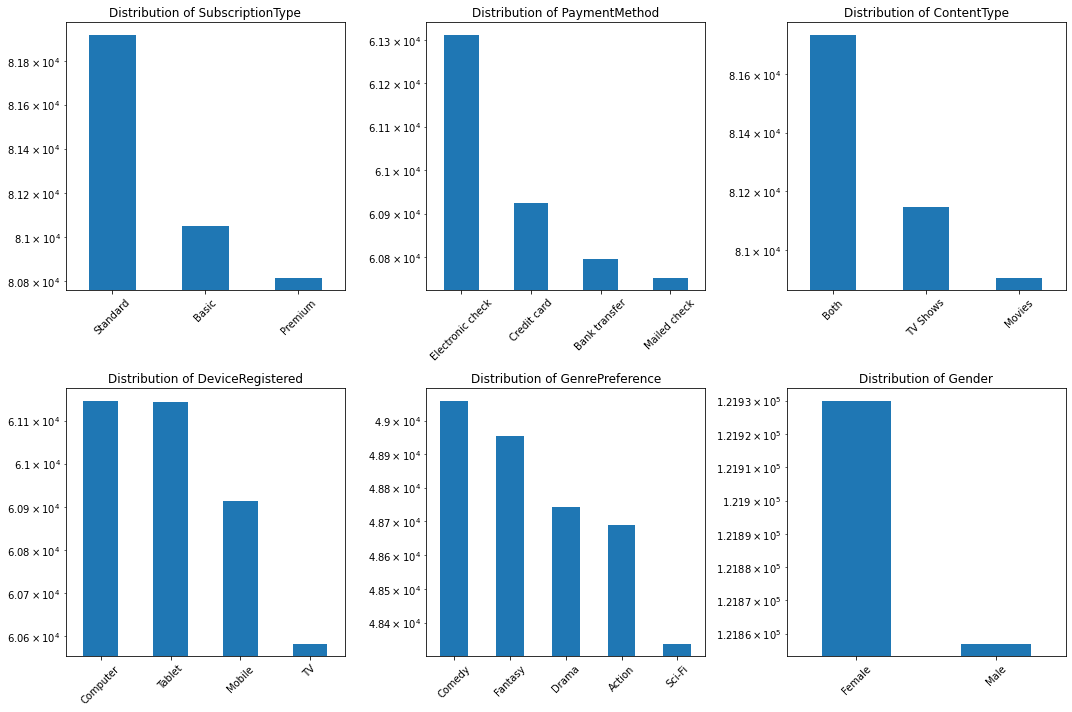 Distribution of SubscriptionType
8.18 × 10⁴
8.16 × 10⁴
8.14 × 10⁴
8.12 × 10⁴
8.1 × 10⁴
8.08 × 10⁴
Standard
Basic
Premium
Distribution of PaymentMethod
6.13 × 10⁴
6.12 × 10⁴
6.11 × 10⁴
6.1 × 10⁴
6.09 × 10⁴
6.08 × 10⁴
Electronic check
Credit card
Bank transfer
Mailed check
Distribution of ContentType
8.16 × 10⁴
8.14 × 10⁴
8.12 × 10⁴
8.1 × 10⁴
Both
TV Shows
Movies
Distribution of DeviceRegistered
6.11 × 10⁴
6.1 × 10⁴
6.09 × 10⁴
6.08 × 10⁴
6.07 × 10⁴
6.06 × 10⁴
Computer
Tablet
Mobile
TV
Distribution of GenrePreference
4.9 × 10⁴
4.89 × 10⁴
4.88 × 10⁴
4.87 × 10⁴
4.86 × 10⁴
4.85 × 10⁴
4.84 × 10⁴
Comedy
Fantasy
Drama
Action
Sci-Fi
Distribution of Gender
1.2193 × 10⁵
1.2192 × 10⁵
1.2191 × 10⁵
1.219 × 10⁵
1.2189 × 10⁵
1.2188 × 10⁵
1.2187 × 10⁵
1.2186 × 10⁵
Female
Male